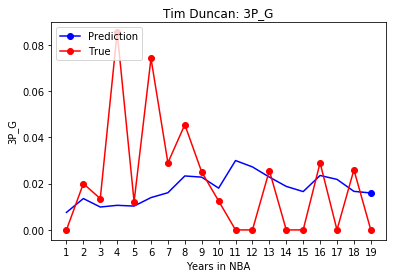 Tim Duncan: 3P_G
Prediction
True
0.08
0.06
0.04
0.02
0.00
3P_G
1 2 3 4 5 6 7 8 9 10 11 12 13 14 15 16 17 18 19
Years in NBA